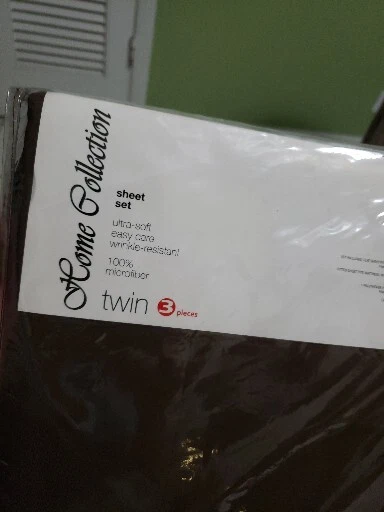 Home Collection
sheet
set
ultra-soft
easy care
wrinkle-resistant
100%
microfiber
twin 3 pieces